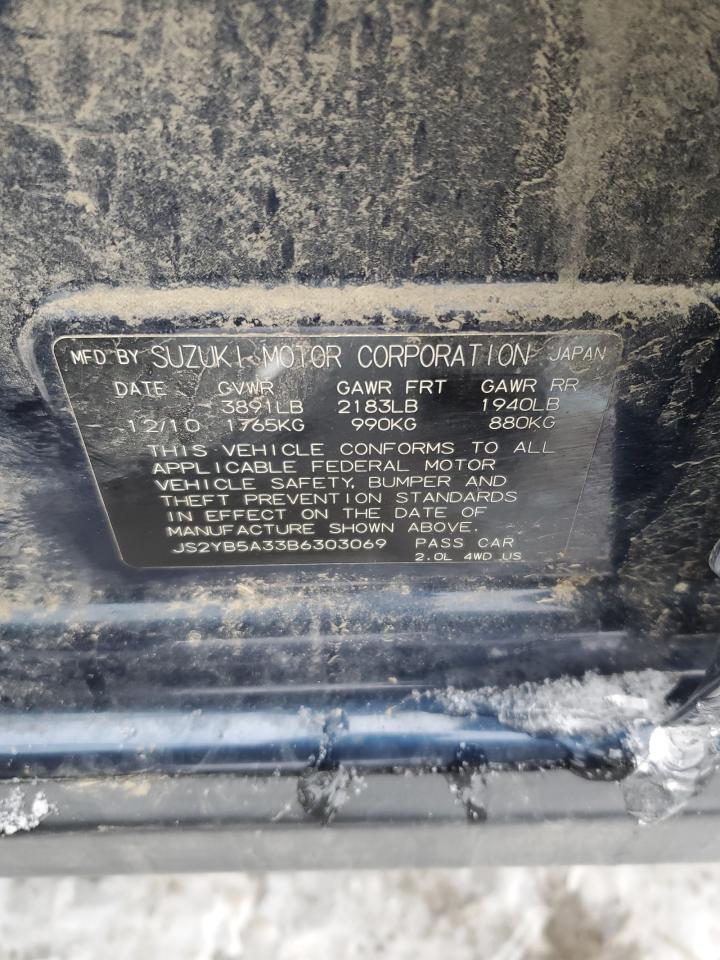 MFD BY SUZUKI MOTOR CORPORATION JAPAN
DATE GVWR GAWR FRT GAWR RR
3891LB 2183LB 1940LB
12/10 1765KG 990KG 880KG
THIS VEHICLE CONFORMS TO ALL
APPLICABLE FEDERAL MOTOR
VEHICLE SAFETY, BUMPER AND
THEFT PREVENTION STANDARDS
IN EFFECT ON THE DATE OF
MANUFACTURE SHOWN ABOVE.
JS2YB5A33B6303069 PASS CAR
2.0L 4WD US